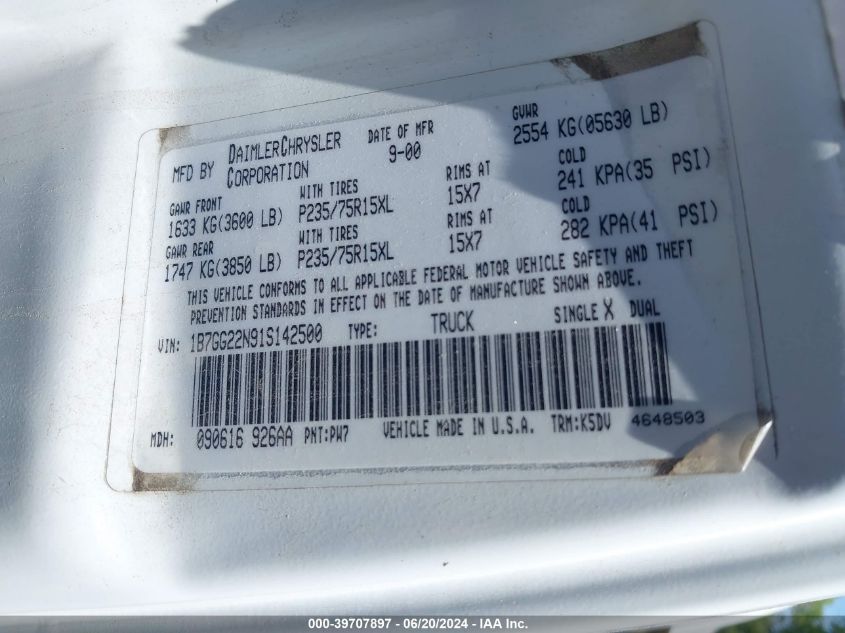 MFD BY DAIMLERCHRYSLER CORPORATION DATE OF MFR 9-00 GVWR 2554 KG(05630 LB)
GAWR FRONT WITH TIRES RIMS AT COLD
1633 KG(3600 LB) P235/75R15XL 15X7 241 KPA(35 PSI)
GAWR REAR WITH TIRES RIMS AT COLD
1747 KG(3850 LB) P235/75R15XL 15X7 282 KPA(41 PSI)
THIS VEHICLE CONFORMS TO ALL APPLICABLE FEDERAL MOTOR VEHICLE SAFETY AND THEFT
PREVENTION STANDARDS IN EFFECT ON THE DATE OF MANUFACTURE SHOWN ABOVE.
VIN: 1B7GG22N91S142500 TYPE: TRUCK SINGLE X DUAL
MDH: 090616 926AA PNT:PW7 VEHICLE MADE IN U.S.A. TRM:K5DV 4648503
000-39707897 - 06/20/2024 - IAA Inc.